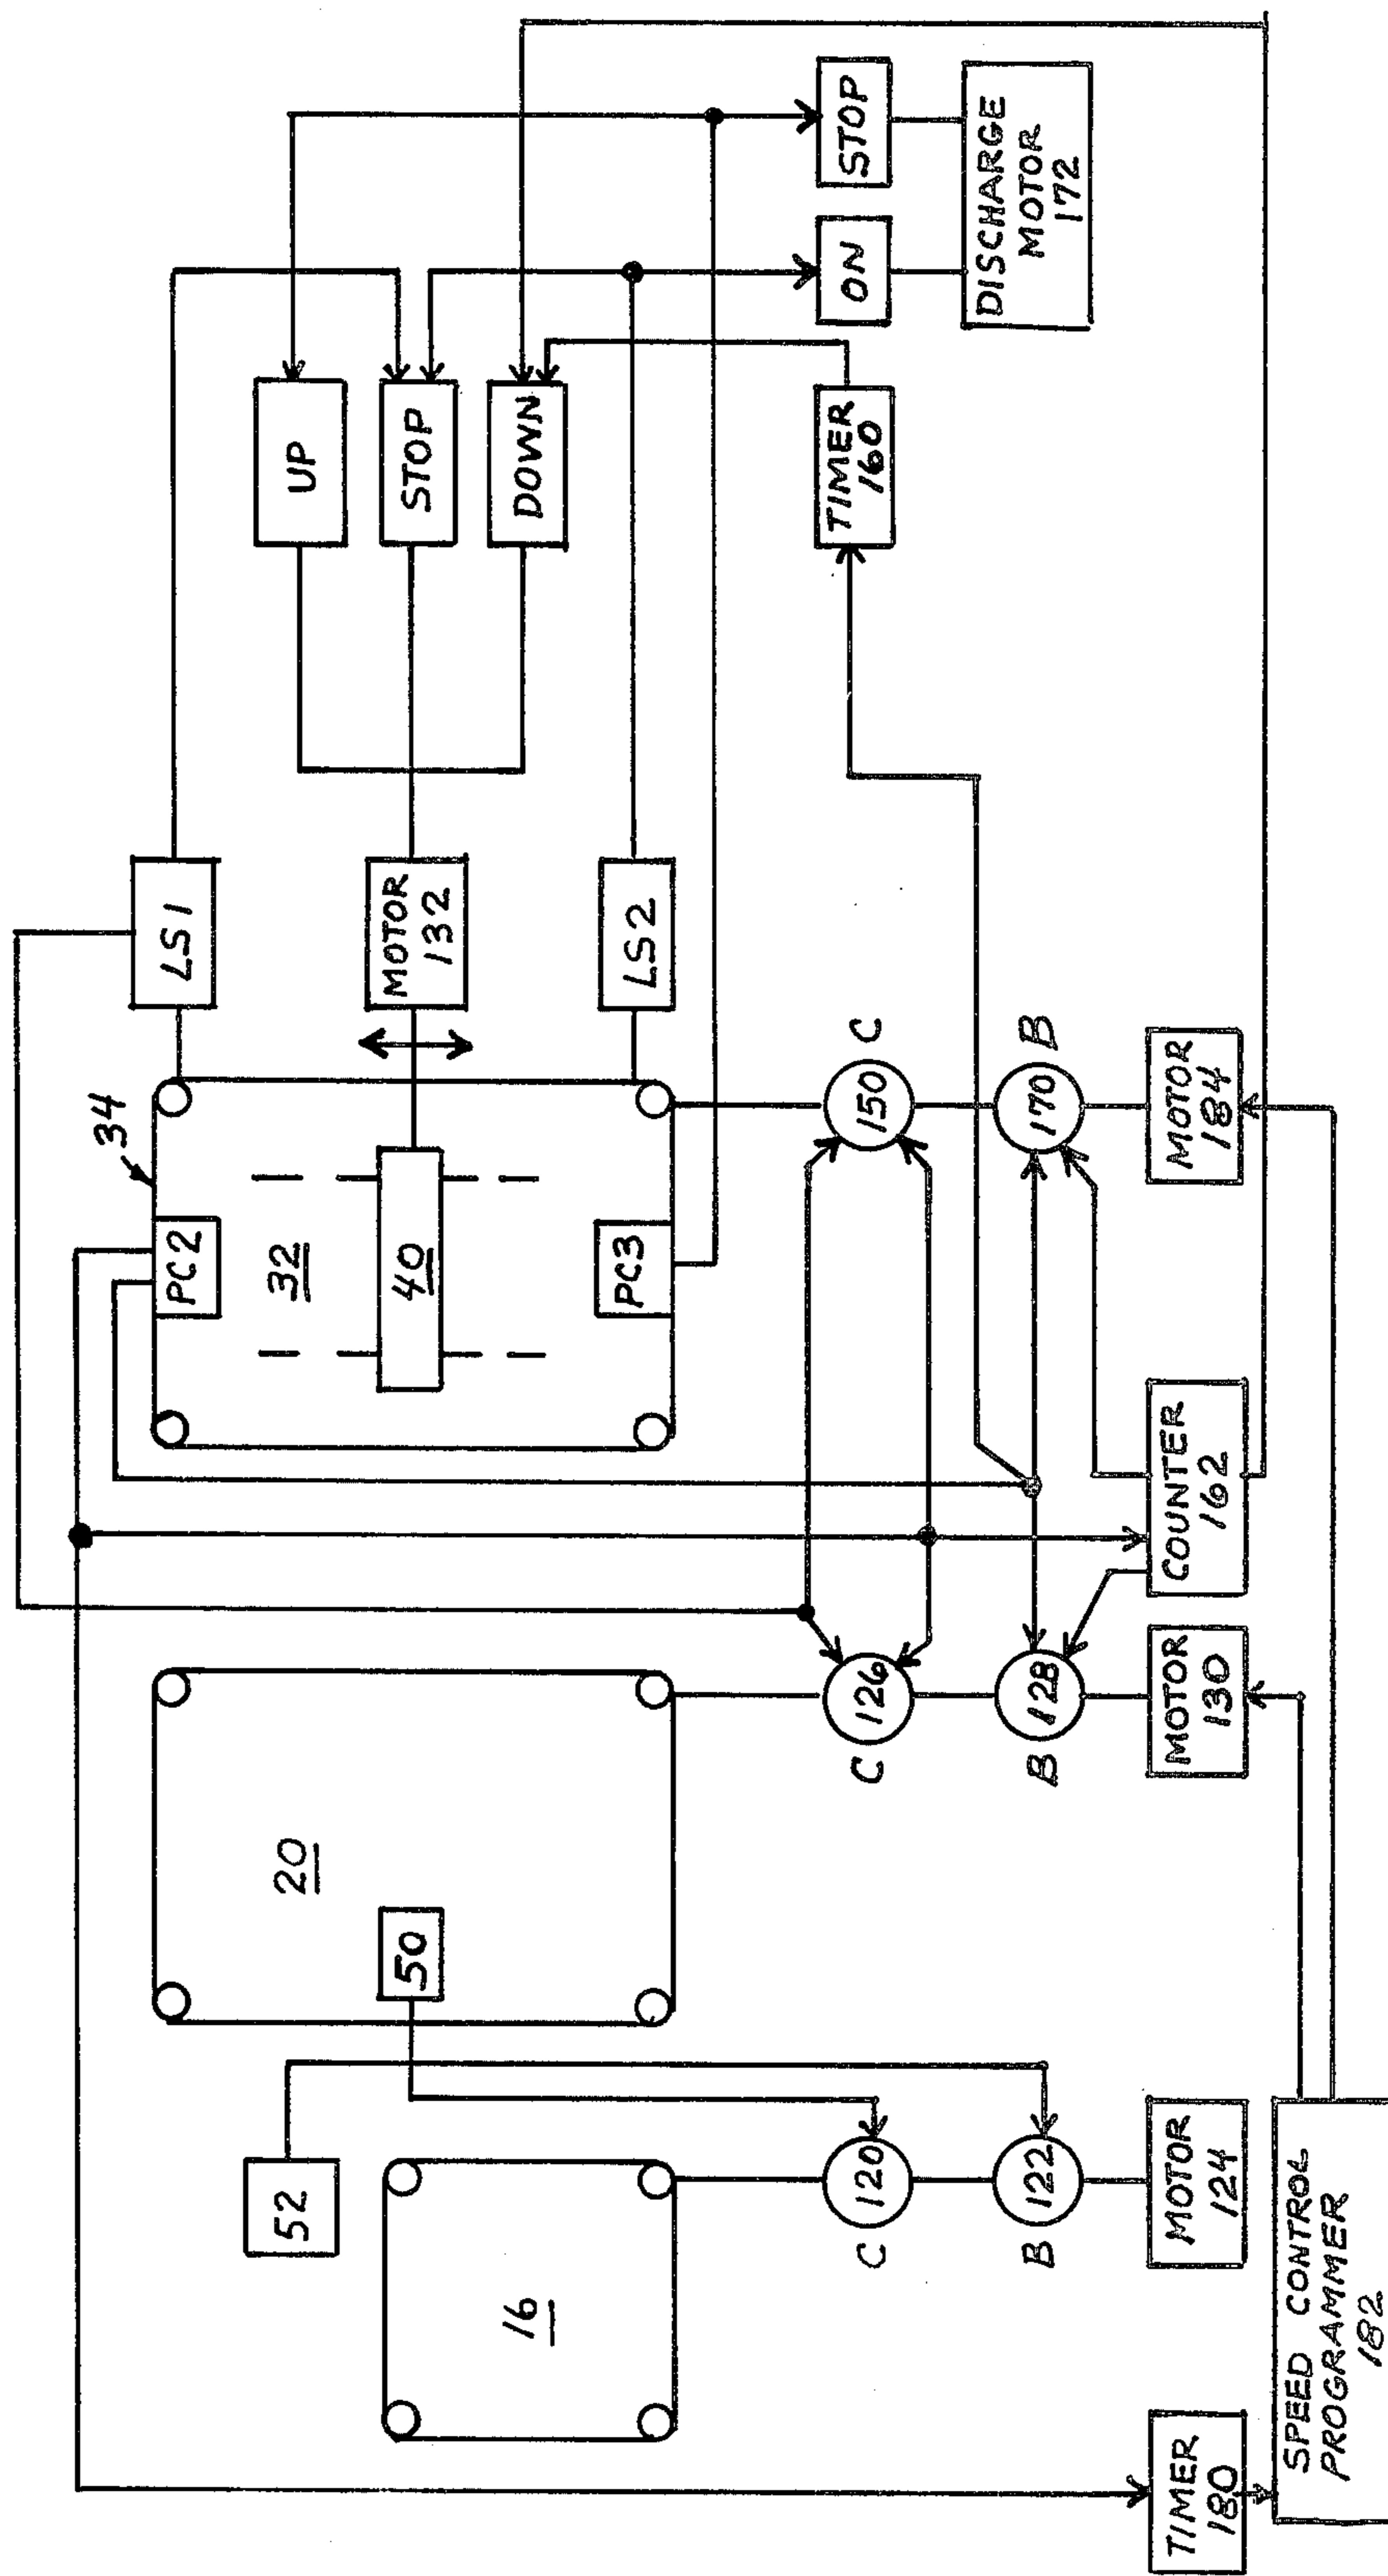 34
PC2
32
40
PC3
LS1
MOTOR
132
LS2
UP
STOP
DOWN
52
20
50
16
TIMER
160
ON
STOP
DISCHARGE
MOTOR
172
C
120
B
122
MOTOR
124
C
126
B
128
MOTOR
130
150
C
170
B
MOTOR
184
COUNTER
162
TIMER
180
SPEED CONTROL
PROGRAMMER
182